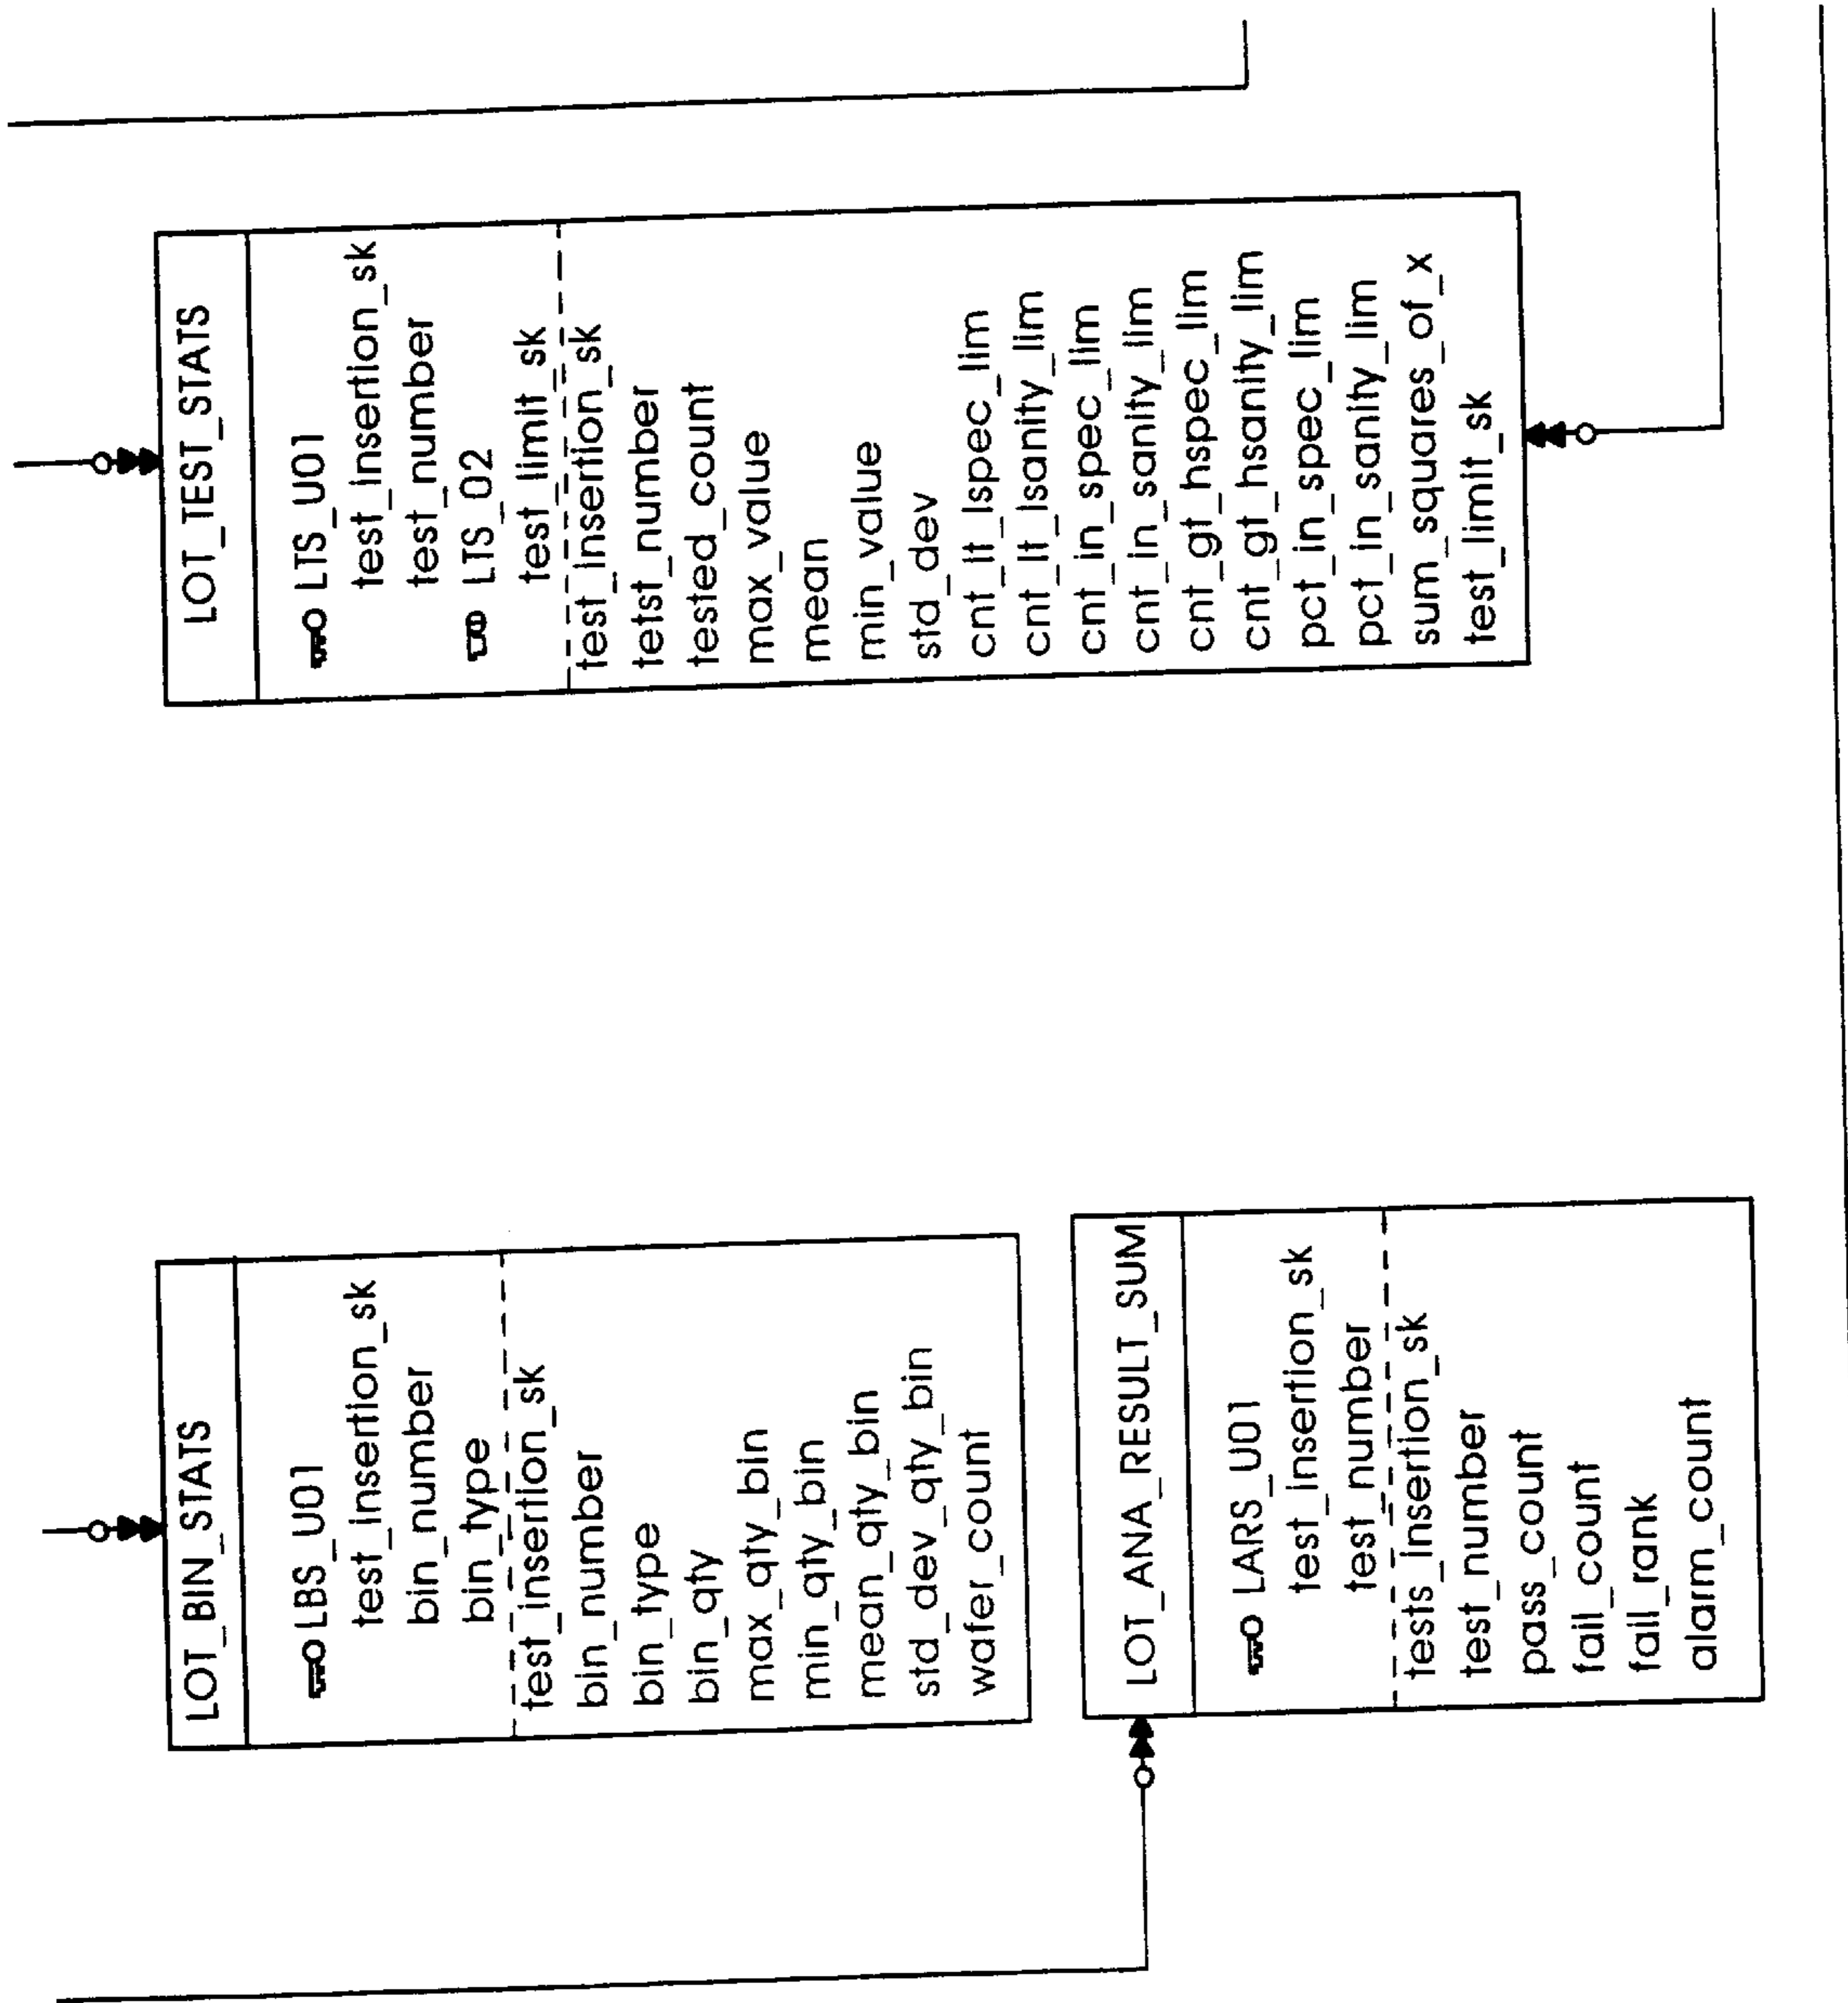 LOT_BIN_STATS
LBS_U01
test_insertion_sk
bin_number
bin_type
test_insertion_sk
bin_number
bin_type
bin_qty
max_qty_bin
min_qty_bin
mean_qty_bin
std_dev_qty_bin
wafer_count
LOT_ANA_RESULT_SUM
LARS_U01
test_insertion_sk
test_number
tests_insertion_sk
test_number
pass_count
fail_count
fail_rank
alarm_count
LOT_TEST_STATS
LTS_U01
test_insertion_sk
test_number
LTS_02
test_limit_sk
test_insertion_sk
tetst_number
tested_count
max_value
mean
min_value
std_dev
cnt_lt_lspec_lim
cnt_lt_lsanity_lim
cnt_in_spec_lim
cnt_in_sanity_lim
cnt_gt_hspec_lim
cnt_gt_hsanity_lim
pct_in_spec_lim
pct_in_sanity_lim
sum_squares_of_x
test_limit_sk